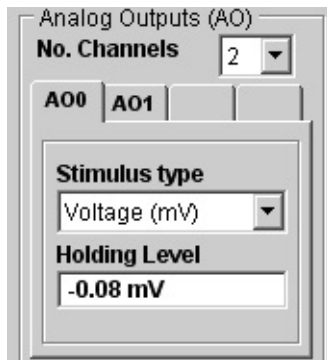 Analog Outputs (AO)
No. Channels 2
AO0 AO1
Stimulus type
Voltage (mV)
Holding Level
-0.08 mV